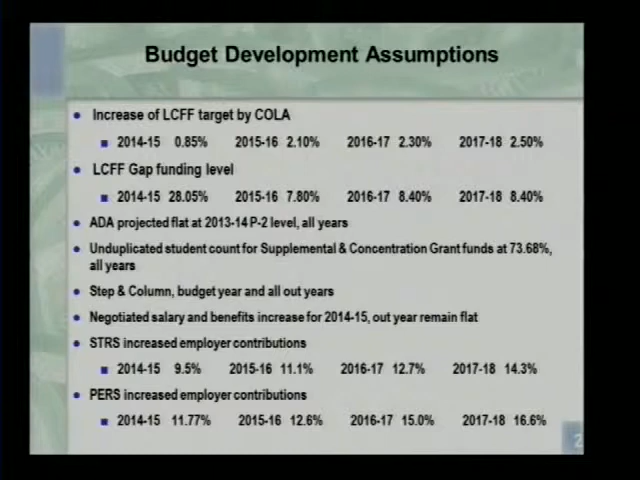 Budget Development Assumptions
Increase of LCFF target by COLA
2014-15 0.85% 2015-16 2.10% 2016-17 2.30% 2017-18 2.50%
LCFF Gap funding level
2014-15 28.05% 2015-16 7.80% 2016-17 8.40% 2017-18 8.40%
ADA projected flat at 2013-14 P-2 level, all years
Unduplicated student count for Supplemental & Concentration Grant funds at 73.68%,
all years
Step & Column, budget year and all out years
Negotiated salary and benefits increase for 2014-15, out year remain flat
STRS increased employer contributions
2014-15 9.5% 2015-16 11.1% 2016-17 12.7% 2017-18 14.3%
PERS increased employer contributions
2014-15 11.77% 2015-16 12.6% 2016-17 15.0% 2017-18 16.6%
2